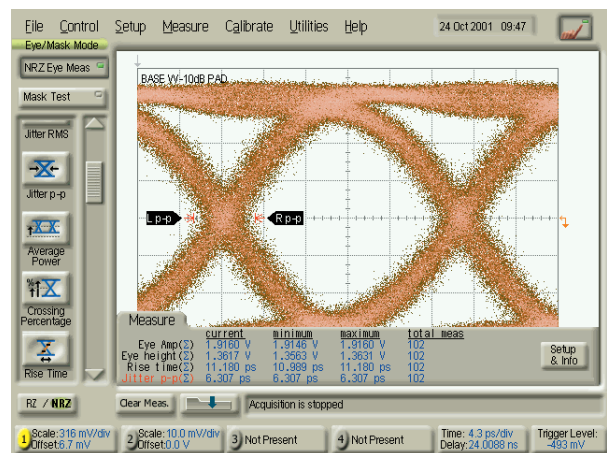 File Control Setup Measure Calibrate Utilities Help 24 Oct 2001 09:47
Eye/Mask Mode
NRZ Eye Meas
Mask Test
Jitter RMS
Jitter p-p
Average
Power
Crossing
Percentage
Rise Time
RZ / NRZ
BASE W-10dB PAD
L p-p
R p-p
Measure
current minimum maximum total meas
Eye Amp(Σ) 1.9160 V 1.9146 V 1.9160 V 102
Eye height(Σ) 1.3617 V 1.3563 V 1.3631 V 102
Rise time(Σ) 11.180 ps 10.989 ps 11.180 ps 102
Jitter p-p(Σ) 6.307 ps 6.307 ps 6.307 ps 102
Setup
& Info
Clear Meas. Acquisition is stopped
1 Scale:316 mV/div
Offset:6.7 mV
2 Scale:10.0 mV/div
Offset:0.0 V
3 Not Present
4 Not Present
Time: 4.3 ps/div
Delay:24.0088 ns
Trigger Level:
-493 mV